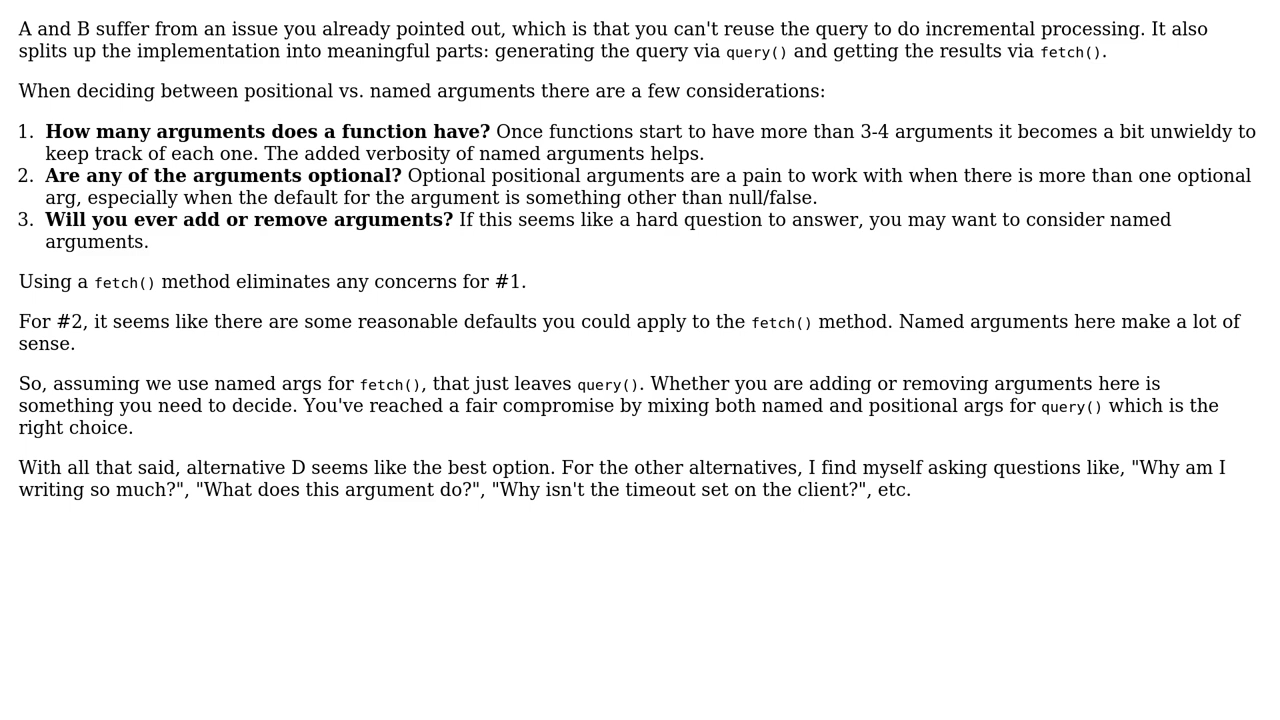 A and B suffer from an issue you already pointed out, which is that you can't reuse the query to do incremental processing. It also
splits up the implementation into meaningful parts: generating the query via query() and getting the results via fetch().
When deciding between positional vs. named arguments there are a few considerations:
1. How many arguments does a function have? Once functions start to have more than 3-4 arguments it becomes a bit unwieldy to
keep track of each one. The added verbosity of named arguments helps.
2. Are any of the arguments optional? Optional positional arguments are a pain to work with when there is more than one optional
arg, especially when the default for the argument is something other than null/false.
3. Will you ever add or remove arguments? If this seems like a hard question to answer, you may want to consider named
arguments.
Using a fetch() method eliminates any concerns for #1.
For #2, it seems like there are some reasonable defaults you could apply to the fetch() method. Named arguments here make a lot of
sense.
So, assuming we use named args for fetch(), that just leaves query(). Whether you are adding or removing arguments here is
something you need to decide. You've reached a fair compromise by mixing both named and positional args for query() which is the
right choice.
With all that said, alternative D seems like the best option. For the other alternatives, I find myself asking questions like, "Why am I
writing so much?", "What does this argument do?", "Why isn't the timeout set on the client?", etc.